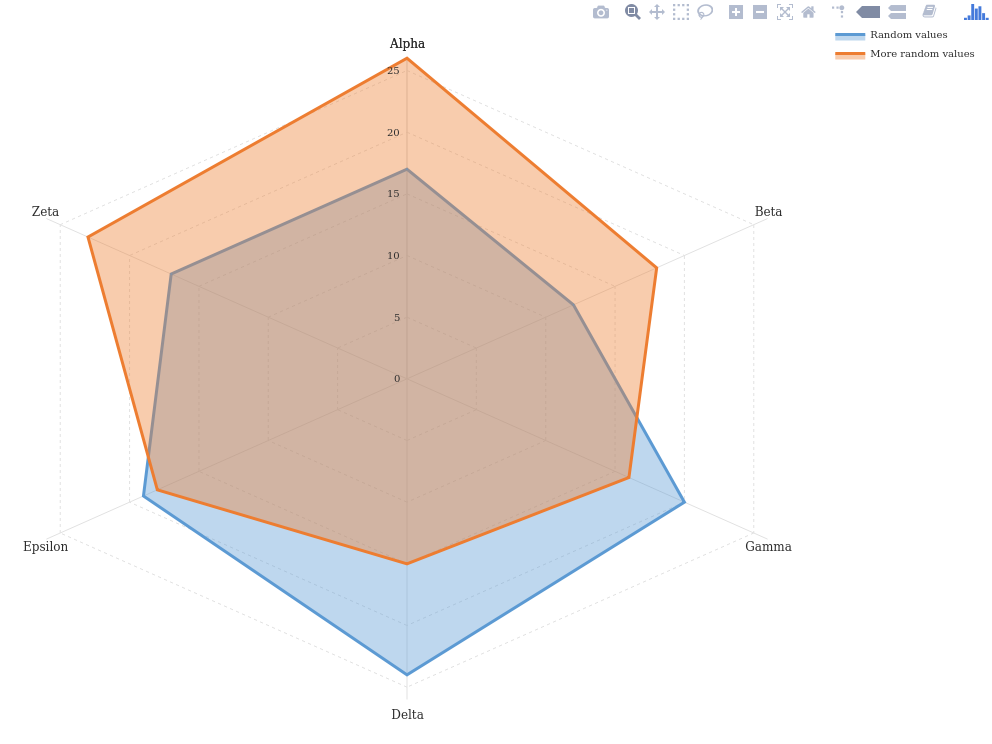 Random values
More random values
Alpha
25
20
15
10
5
0
Zeta
Beta
Epsilon
Gamma
Delta